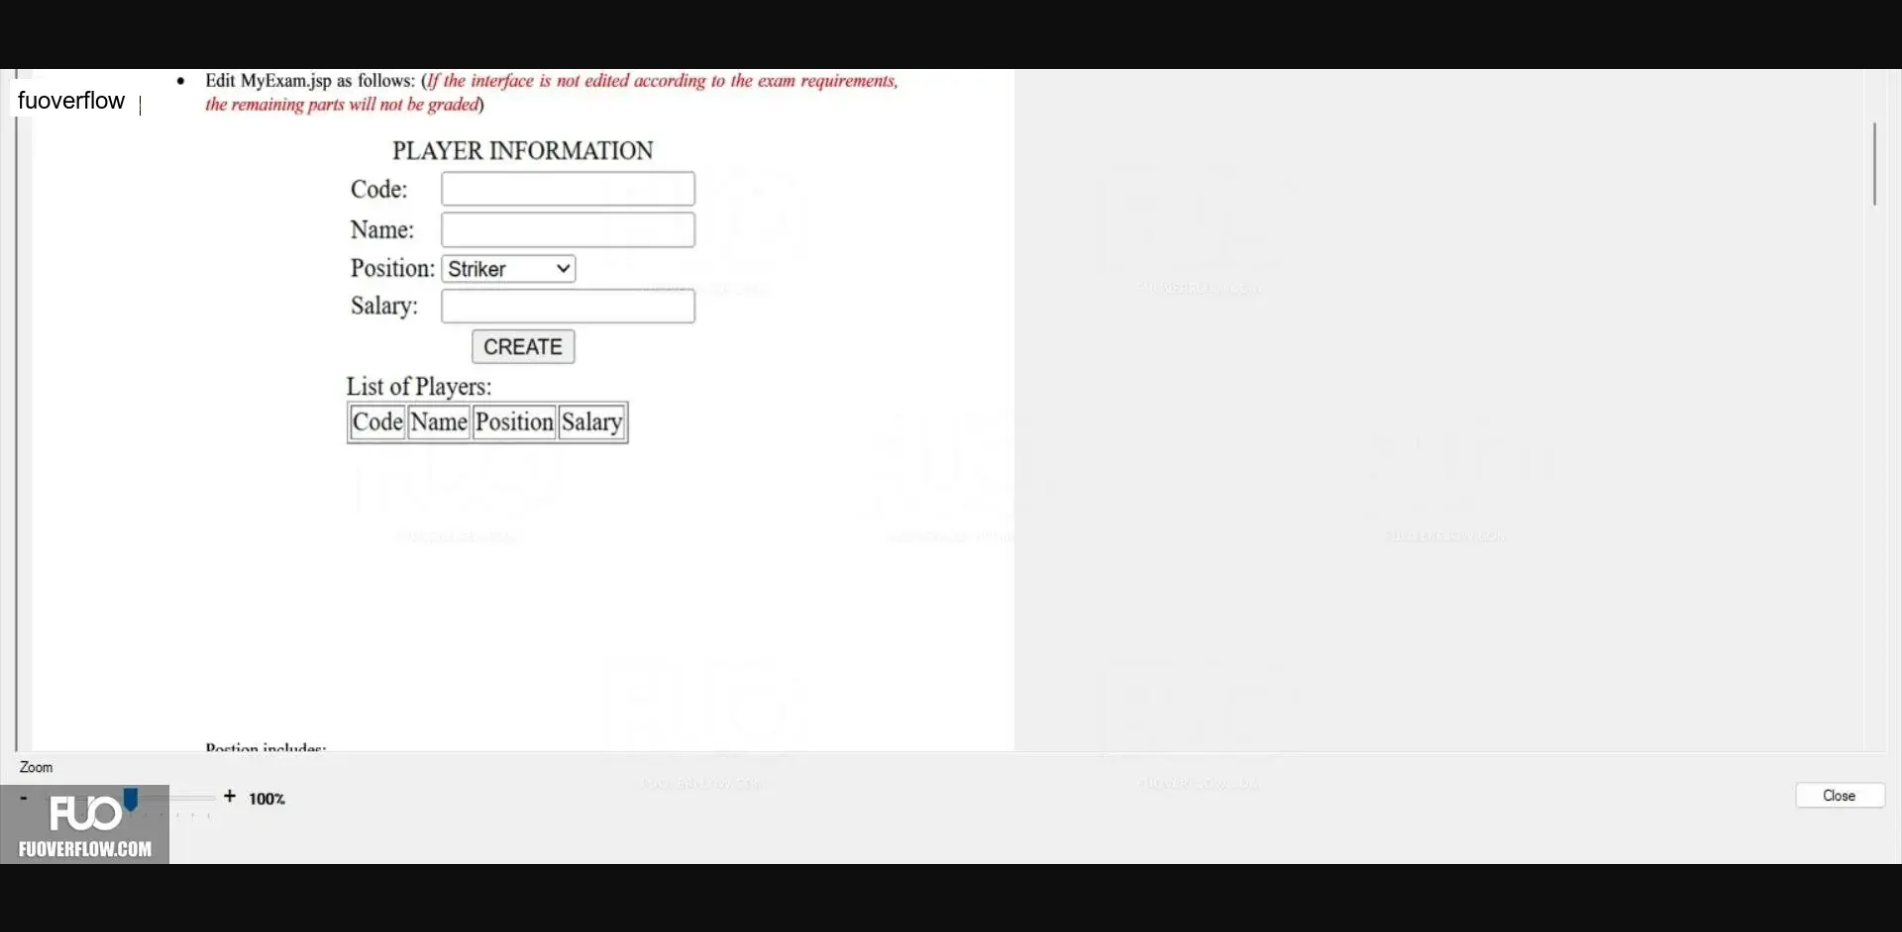 Edit MyExam.jsp as follows: (If the interface is not edited according to the exam requirements,
the remaining parts will not be graded)
fuoverflow |
PLAYER INFORMATION
Code:
Name:
Position: Striker
Salary:
CREATE
List of Players:
Code Name Position Salary
Postion includes:
Zoom
- + 100%
Close
FUO
FUOVERFLOW.COM